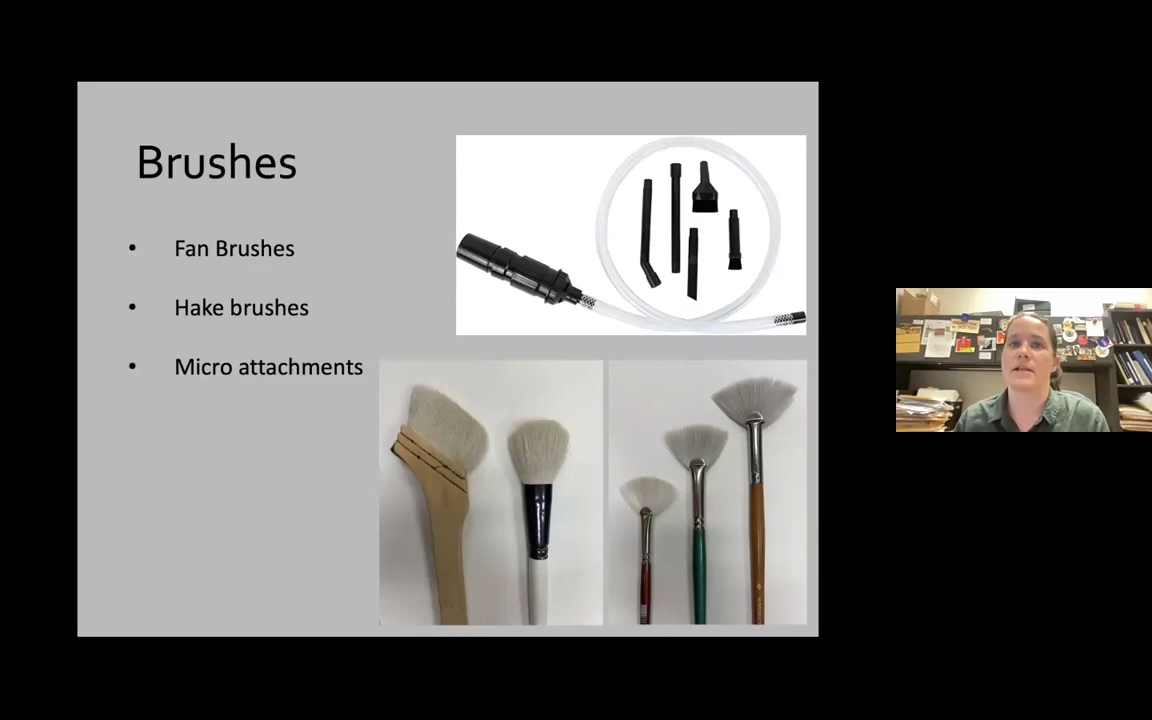 Brushes
• Fan Brushes
• Hake brushes
• Micro attachments